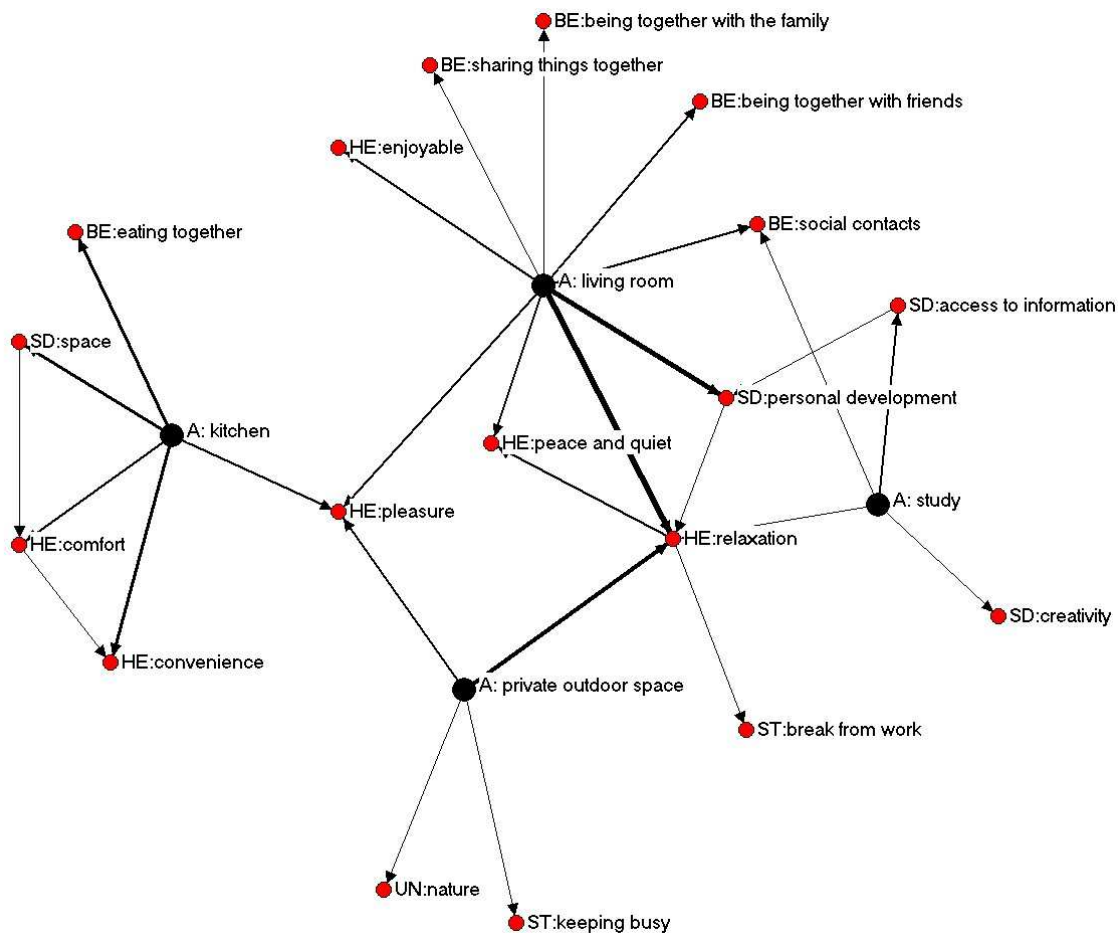 BE:being together with the family
BE:sharing things together
BE:being together with friends
HE:enjoyable
BE:social contacts
BE:eating together
A: living room
SD:access to information
SD:space
SD:personal development
A: kitchen
HE:peace and quiet
A: study
HE:pleasure
HE:relaxation
HE:comfort
SD:creativity
HE:convenience
A: private outdoor space
ST:break from work
UN:nature
ST:keeping busy